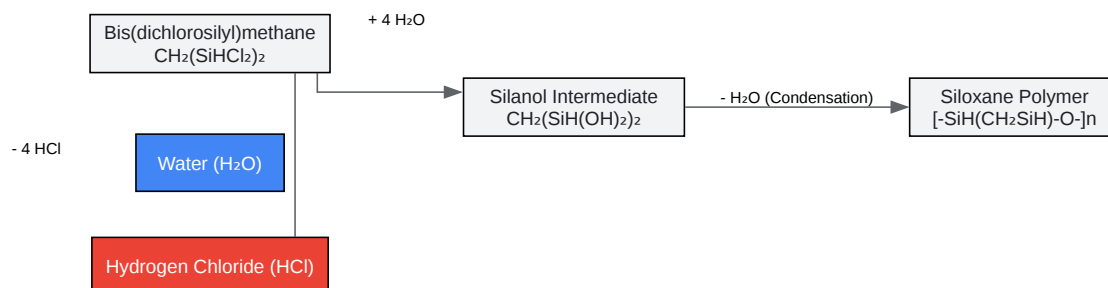 Bis(dichlorosilyl)methane
CH₂(SiHCl₂)₂
+ 4 H₂O
Silanol Intermediate
CH₂(SiH(OH)₂)₂
- H₂O (Condensation)
Siloxane Polymer
[-SiH(CH₂SiH)-O-]n
- 4 HCl
Water (H₂O)
Hydrogen Chloride (HCl)